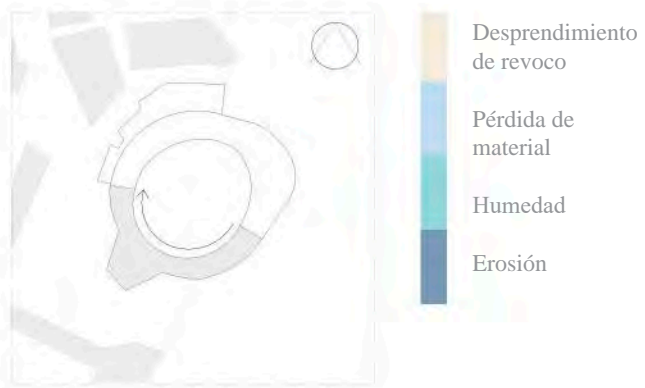 Desprendimiento
de revoco
Pérdida de
material
Humedad
Erosión